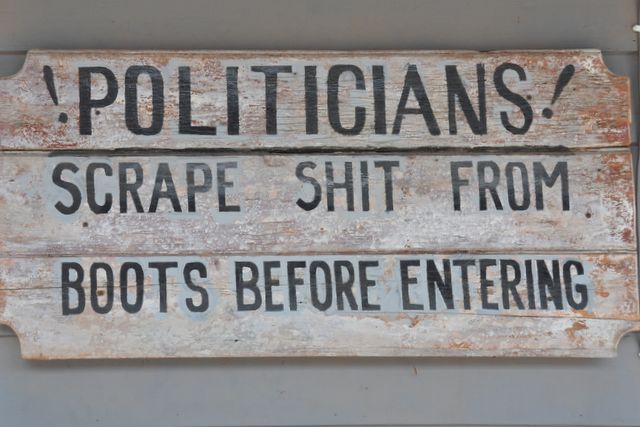 !POLITICIANS!
SCRAPE SHIT FROM
BOOTS BEFORE ENTERING